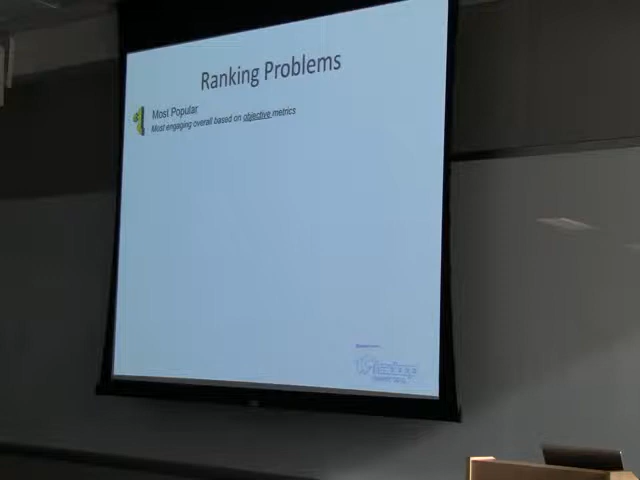 Ranking Problems
Most Popular
Most engaging overall based on objective metrics